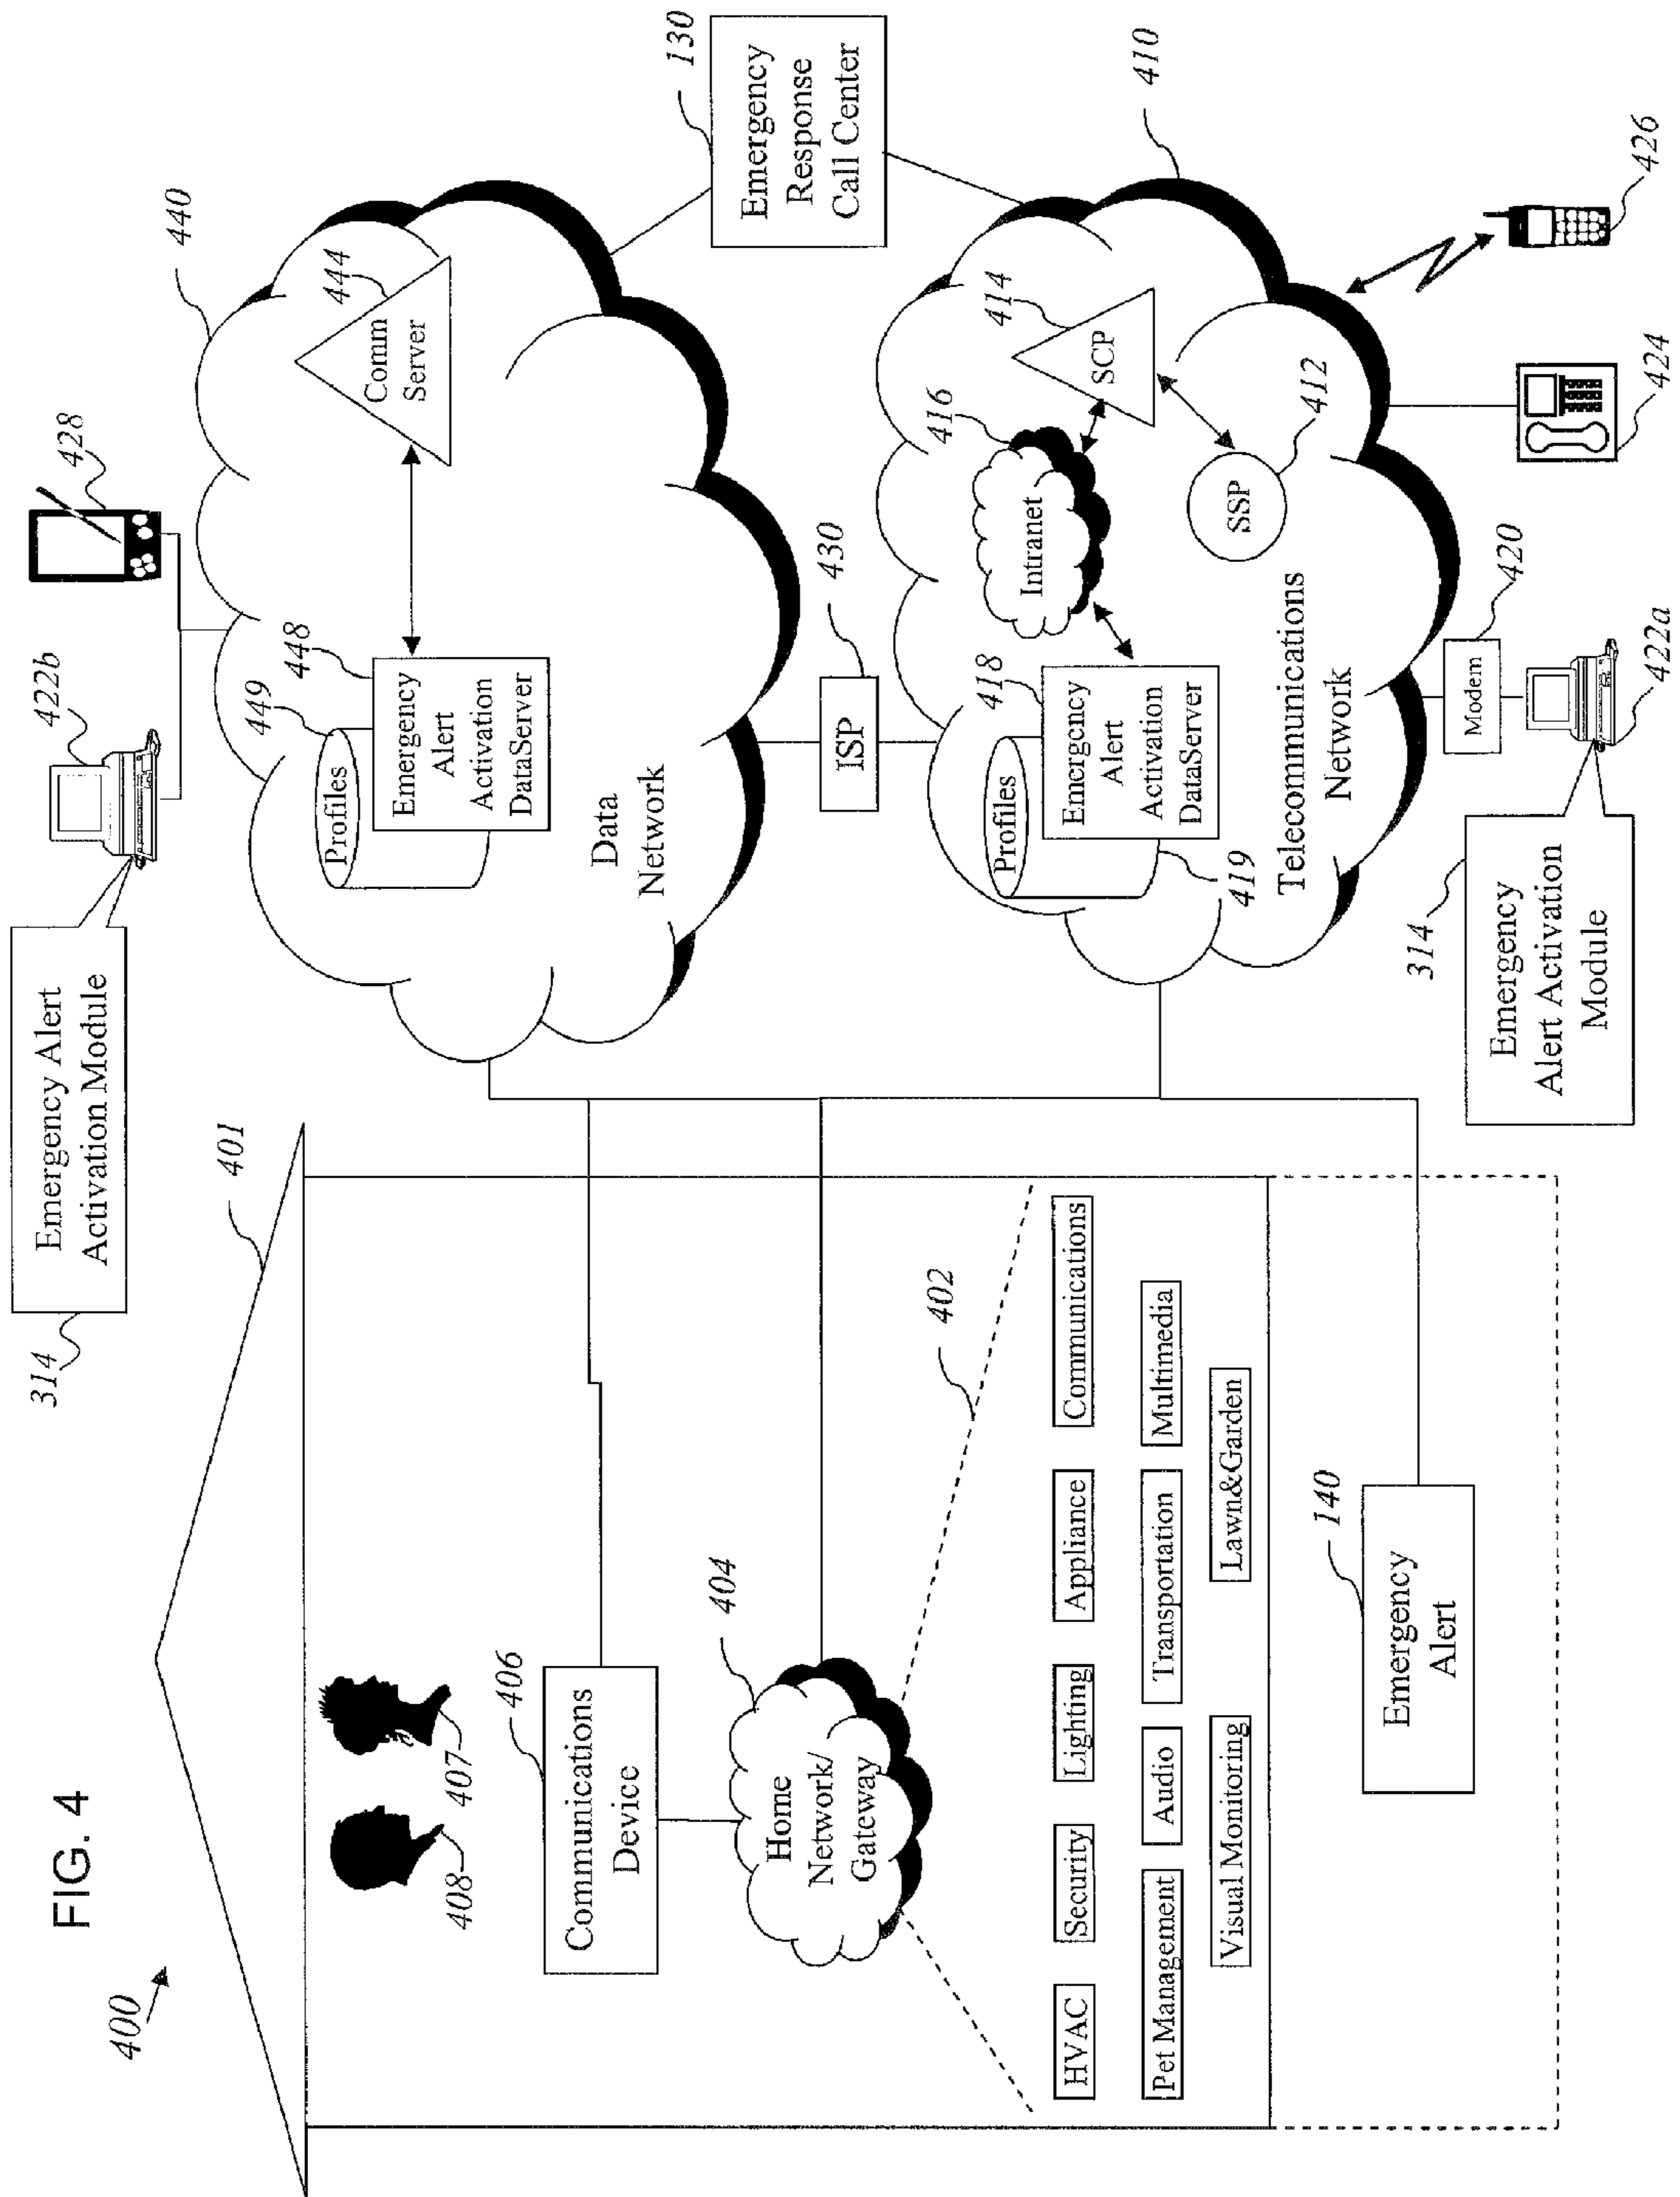 FIG. 4
400
401
408
407
406
Communications
Device
404
Home
Network/
Gateway
402
HVAC
Security
Lighting
Appliance
Communications
Pet Management
Audio
Transportation
Multimedia
Visual Monitoring
Lawn&Garden
140
Emergency
Alert
314
Emergency Alert
Activation Module
422b
428
440
449
448
444
Profiles
Emergency
Alert
Activation
DataServer
Comm
Server
Data
Network
ISP
430
130
Emergency
Response
Call Center
410
Profiles
418
Emergency
Alert
Activation
DataServer
419
Intranet
416
SCP
414
SSP
412
Telecommunications
Network
Modem
420
422a
424
426
314
Emergency
Alert Activation
Module